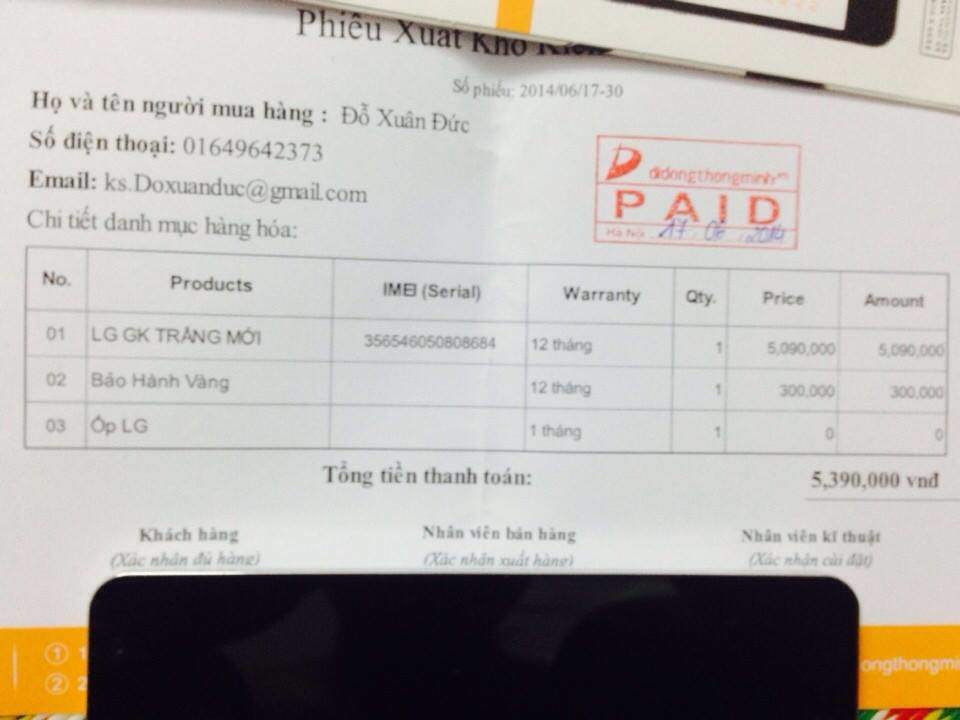 Phiếu Xuất Kho Kiêm
Số phiếu: 2014/06/17-30
Họ và tên người mua hàng : Đỗ Xuân Đức
Số điện thoại: 01649642373
Email: ks.Doxuanduc@gmail.com
Chi tiết danh mục hàng hóa:
didongthongminh
PAID
Hà Nội 17 06 2014
No. Products IMEI (Serial) Warranty Qty. Price Amount
01 LG GK TRẮNG MỚI 356546050808684 12 tháng 1 5,090,000 5,090,000
02 Bảo Hành Vàng 12 tháng 1 300,000 300,000
03 Ốp LG 1 tháng 1 0 0
Tổng tiền thanh toán: 5,390,000 vnđ
Khách hàng Nhân viên bán hàng Nhân viên kĩ thuật
(Xác nhận đủ hàng) (Xác nhận xuất hàng) (Xác nhận cài đặt)
1 1 ongthongmi
2 2